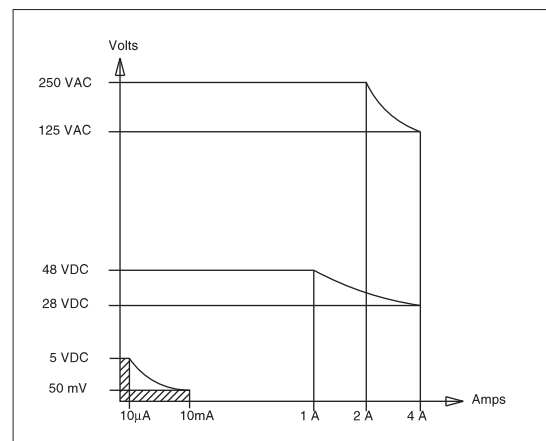 Volts
250 VAC
125 VAC
48 VDC
28 VDC
5 VDC
50 mV
10µA 10mA 1 A 2 A 4 A Amps